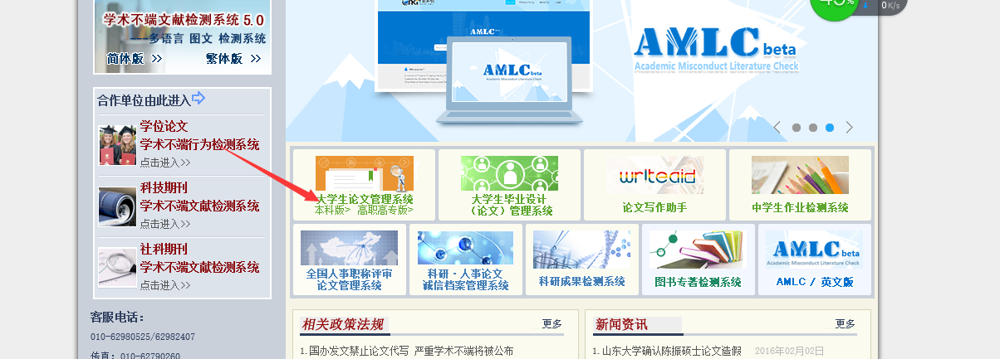 学术不端文献检测系统 5.0
---多语言 图文 检测系统
简体版 >> 繁体版 >>
合作单位由此进入
学位论文
学术不端行为检测系统
点击进入>>
科技期刊
学术不端文献检测系统
点击进入>>
社科期刊
学术不端文献检测系统
点击进入>>
客服电话：
010-62980525/62982407
传真：010-62790260
AMLC
AMLC beta
Academic Misconduct Literature Check
AMLC beta
Academic Misconduct Literature Check
0K/s
大学生论文管理系统
本科版> 高职高专版>
大学生毕业设计
（论文）管理系统
writeaid
论文写作助手
中学生作业检测系统
全国人事职称评审
论文管理系统
科研·人事论文
诚信档案管理系统
科研成果检测系统
图书专著检测系统
AMLC beta
Academic Misconduct Literature Check
AMLC / 英文版
相关政策法规 更多
1. 国办发文禁止论文代写 严重学术不端将被公布
新闻资讯 更多
1. 山东大学确认陈振硕士论文造假 2016年02月02日